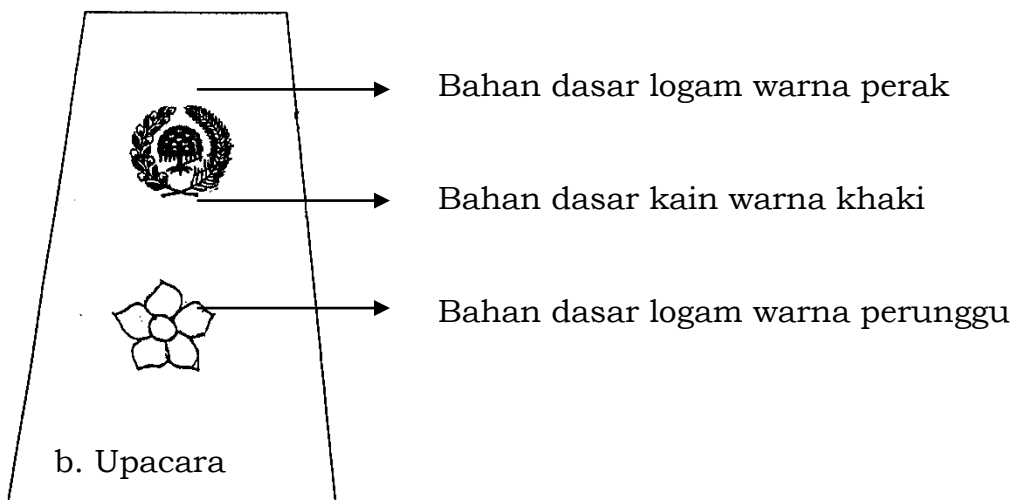 Bahan dasar logam warna perak
Bahan dasar kain warna khaki
Bahan dasar logam warna perunggu
b. Upacara